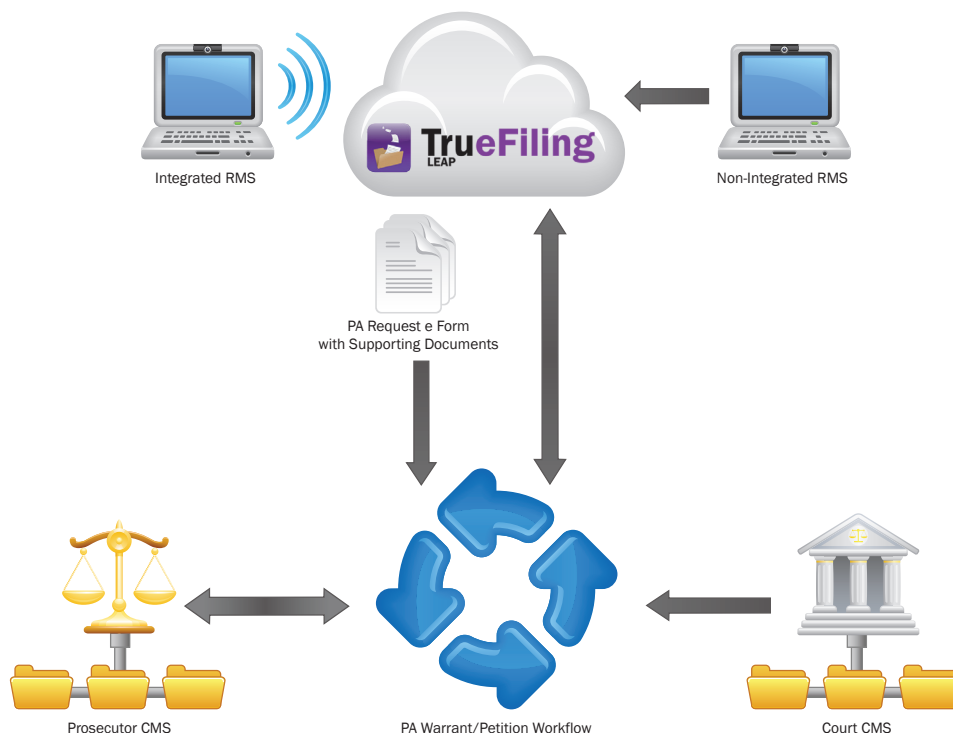 TrueFiling
LEAP
Integrated RMS
Non-Integrated RMS
PA Request e Form
with Supporting Documents
Prosecutor CMS
PA Warrant/Petition Workflow
Court CMS